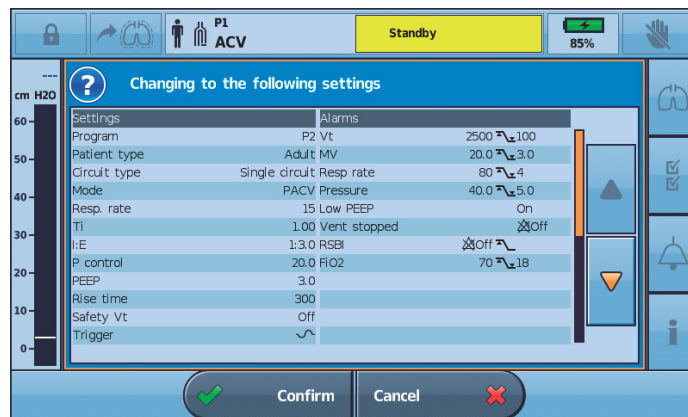 P1
ACV
Standby
85%
---
cm H2O
60
50
40
30
20
10
0
? Changing to the following settings
Settings Alarms
Program P2 Vt 2500 100
Patient type Adult MV 20.0 3.0
Circuit type Single circuit Resp rate 80 4
Mode PACV Pressure 40.0 5.0
Resp. rate 15 Low PEEP On
Ti 1.00 Vent stopped Off
I:E 1:3.0 RSBI Off
P control 20.0 FiO2 70 18
PEEP 3.0
Rise time 300
Safety Vt Off
Trigger
Confirm Cancel